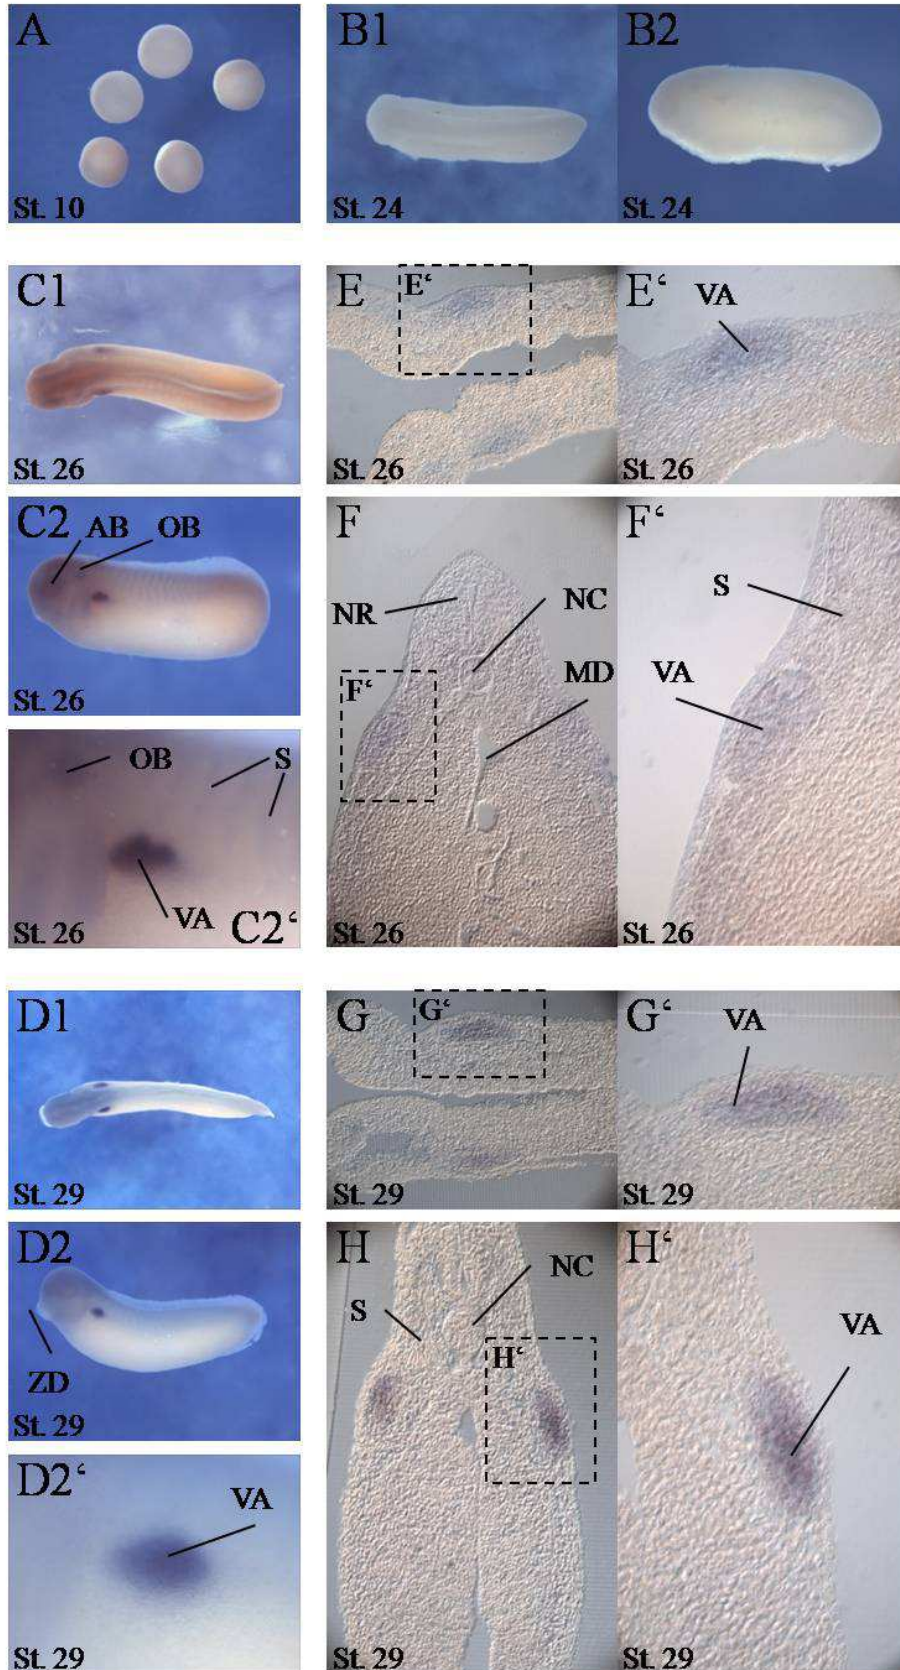 A
St. 10
B1
St. 24
B2
St. 24
C1
St. 26
E
E‘
St. 26
E‘
VA
St. 26
C2
AB
OB
St. 26
F
NR
NC
MD
F‘
St. 26
F‘
S
VA
St. 26
OB
S
VA
St. 26
C2‘
D1
St. 29
G
G‘
St. 29
G‘
VA
St. 29
D2
ZD
St. 29
H
NC
S
H‘
St. 29
H‘
VA
St. 29
D2‘
VA
St. 29